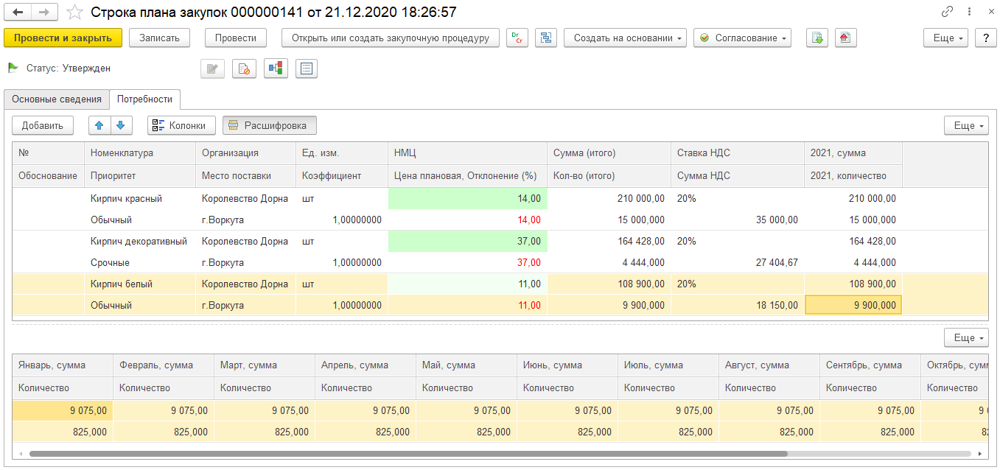 Строка плана закупок 000000141 от 21.12.2020 18:26:57
Провести и закрыть Записать Провести Открыть или создать закупочную процедуру Dr Cr Создать на основании Согласование Еще ?
Статус: Утвержден
Основные сведения Потребности
Добавить Колонки Расшифровка Еще
№ Номенклатура Организация Ед. изм. НМЦ Сумма (итого) Ставка НДС 2021, сумма
Обоснование Приоритет Место поставки Коэффициент Цена плановая, Отклонение (%) Кол-во (итого) Сумма НДС 2021, количество
Кирпич красный Королевство Дорна шт 14,00 210 000,00 20% 210 000,00
Обычный г.Воркута 1,00000000 14,00 15 000,000 35 000,00 15 000,000
Кирпич декоративный Королевство Дорна шт 37,00 164 428,00 20% 164 428,00
Срочные г.Воркута 1,00000000 37,00 4 444,000 27 404,67 4 444,000
Кирпич белый Королевство Дорна шт 11,00 108 900,00 20% 108 900,00
Обычный г.Воркута 1,00000000 11,00 9 900,000 18 150,00 9 900,000
Еще
Январь, сумма Февраль, сумма Март, сумма Апрель, сумма Май, сумма Июнь, сумма Июль, сумма Август, сумма Сентябрь, сумма Октябрь,
Количество Количество Количество Количество Количество Количество Количество Количество Количество Количество
9 075,00 9 075,00 9 075,00 9 075,00 9 075,00 9 075,00 9 075,00 9 075,00 9 075,00
825,000 825,000 825,000 825,000 825,000 825,000 825,000 825,000 825,000